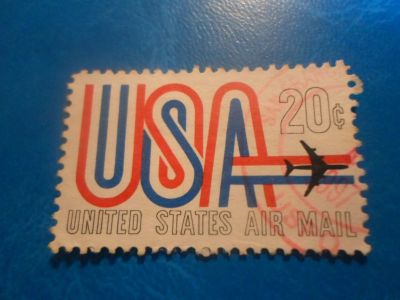 USA
20¢
UNITED STATES AIR MAIL